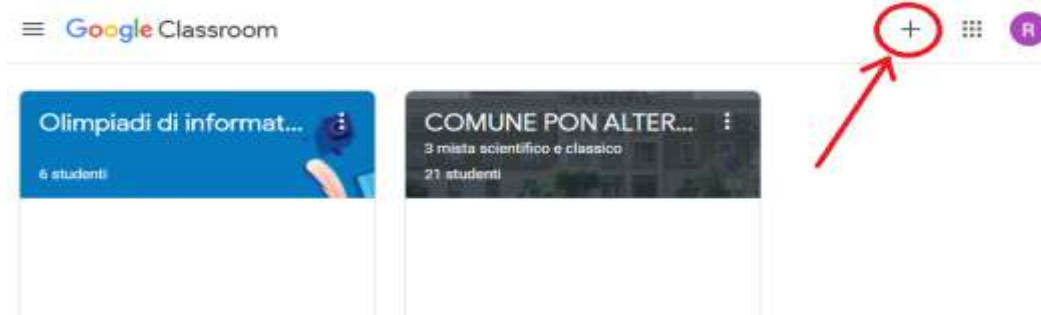 Google Classroom
+
R
Olimpiadi di informat...
6 studenti
COMUNE PON ALTER...
3 mista scientifico e classico
21 studenti